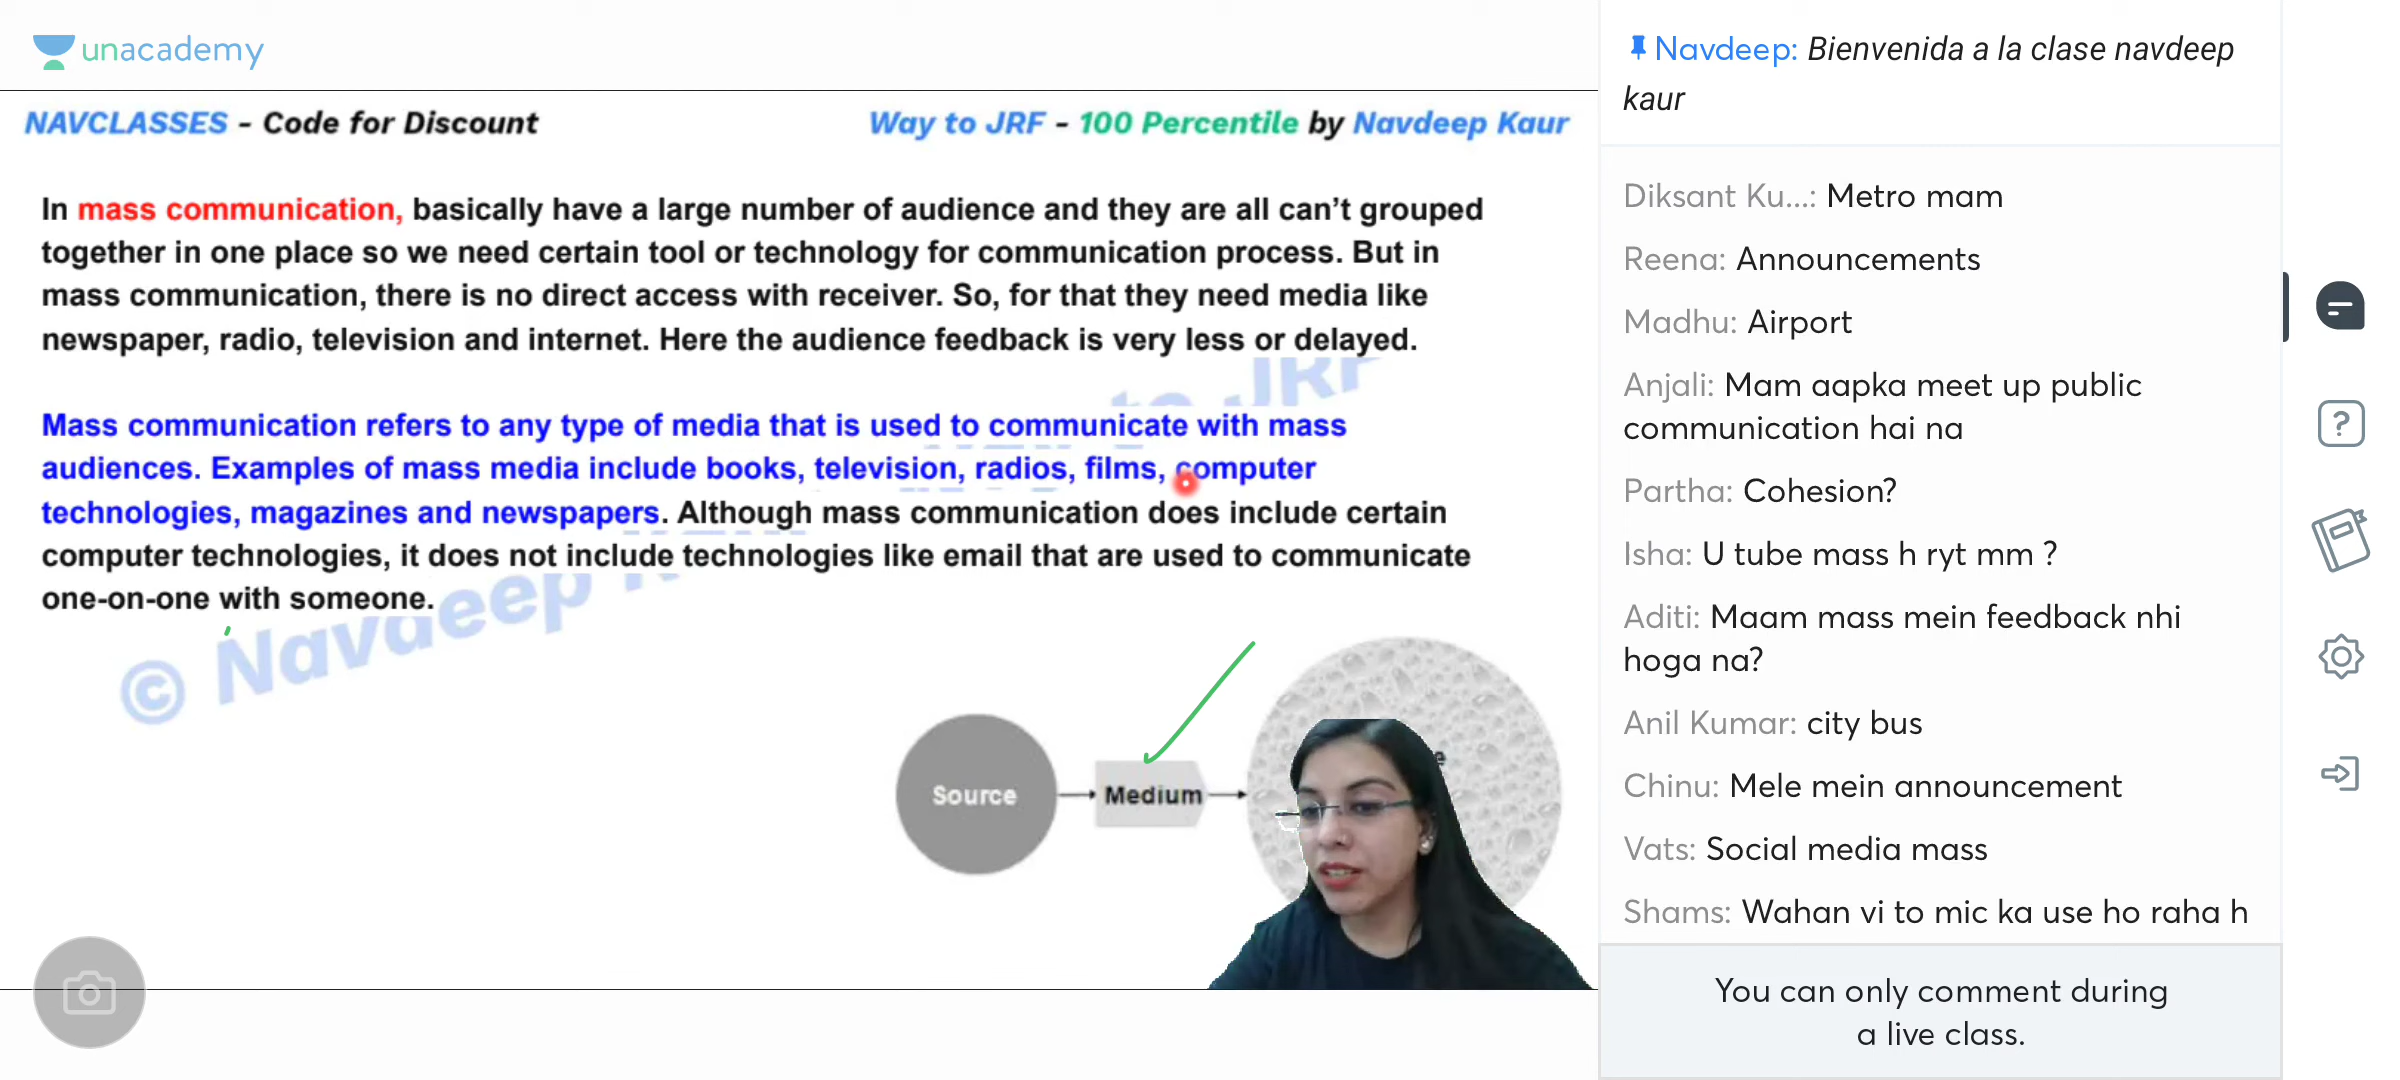 unacademy
NAVCLASSES - Code for Discount
Way to JRF - 100 Percentile by Navdeep Kaur
In mass communication, basically have a large number of audience and they are all can't grouped
together in one place so we need certain tool or technology for communication process. But in
mass communication, there is no direct access with receiver. So, for that they need media like
newspaper, radio, television and internet. Here the audience feedback is very less or delayed.
Mass communication refers to any type of media that is used to communicate with mass
audiences. Examples of mass media include books, television, radios, films, computer
technologies, magazines and newspapers. Although mass communication does include certain
computer technologies, it does not include technologies like email that are used to communicate
one-on-one with someone.
© Navdeep
to JRF
Source
Medium
Navdeep: Bienvenida a la clase navdeep
kaur
Diksant Ku...: Metro mam
Reena: Announcements
Madhu: Airport
Anjali: Mam aapka meet up public
communication hai na
Partha: Cohesion?
Isha: U tube mass h ryt mm ?
Aditi: Maam mass mein feedback nhi
hoga na?
Anil Kumar: city bus
Chinu: Mele mein announcement
Vats: Social media mass
Shams: Wahan vi to mic ka use ho raha h
You can only comment during
a live class.